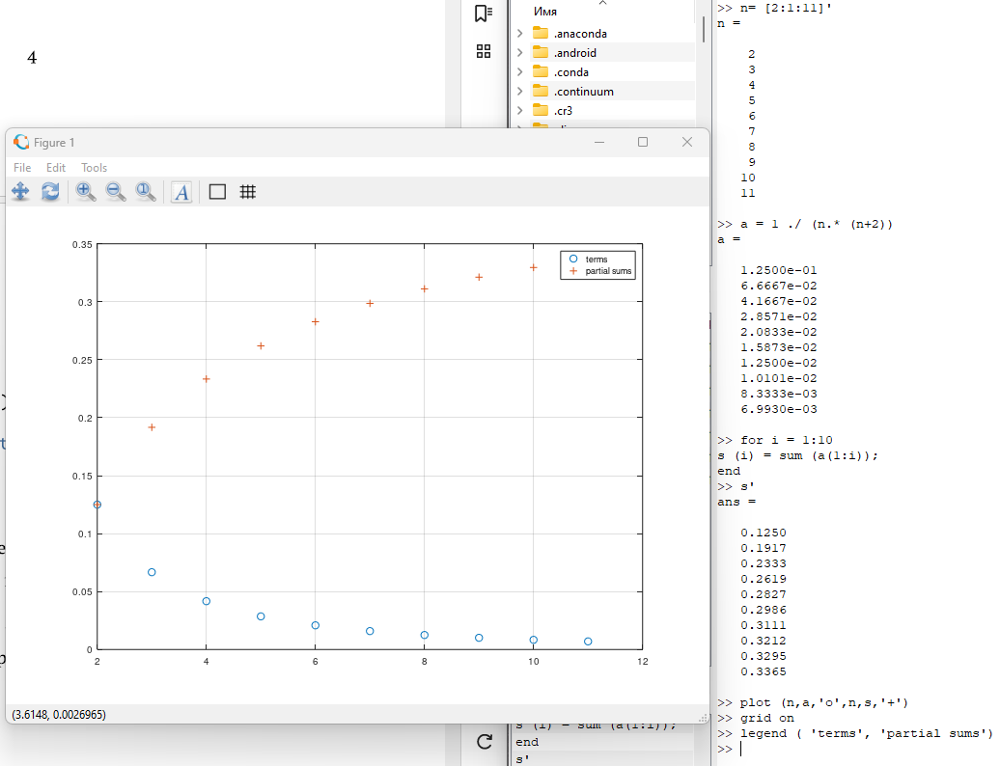 4
Имя
.anaconda
.android
.conda
.continuum
.cr3
Figure 1
File Edit Tools
0.35
0.3
0.25
0.2
0.15
0.1
0.05
0
2 4 6 8 10 12
terms
partial sums
(3.6148, 0.0026965)
s (i) = sum (a(1:i));
end
s'
>> n= [2:1:11]'
n =
2
3
4
5
6
7
8
9
10
11
>> a = 1 ./ (n.* (n+2))
a =
1.2500e-01
6.6667e-02
4.1667e-02
2.8571e-02
2.0833e-02
1.5873e-02
1.2500e-02
1.0101e-02
8.3333e-03
6.9930e-03
>> for i = 1:10
s (i) = sum (a(1:i));
end
>> s'
ans =
0.1250
0.1917
0.2333
0.2619
0.2827
0.2986
0.3111
0.3212
0.3295
0.3365
>> plot (n,a,'o',n,s,'+')
>> grid on
>> legend ( 'terms', 'partial sums')
>>